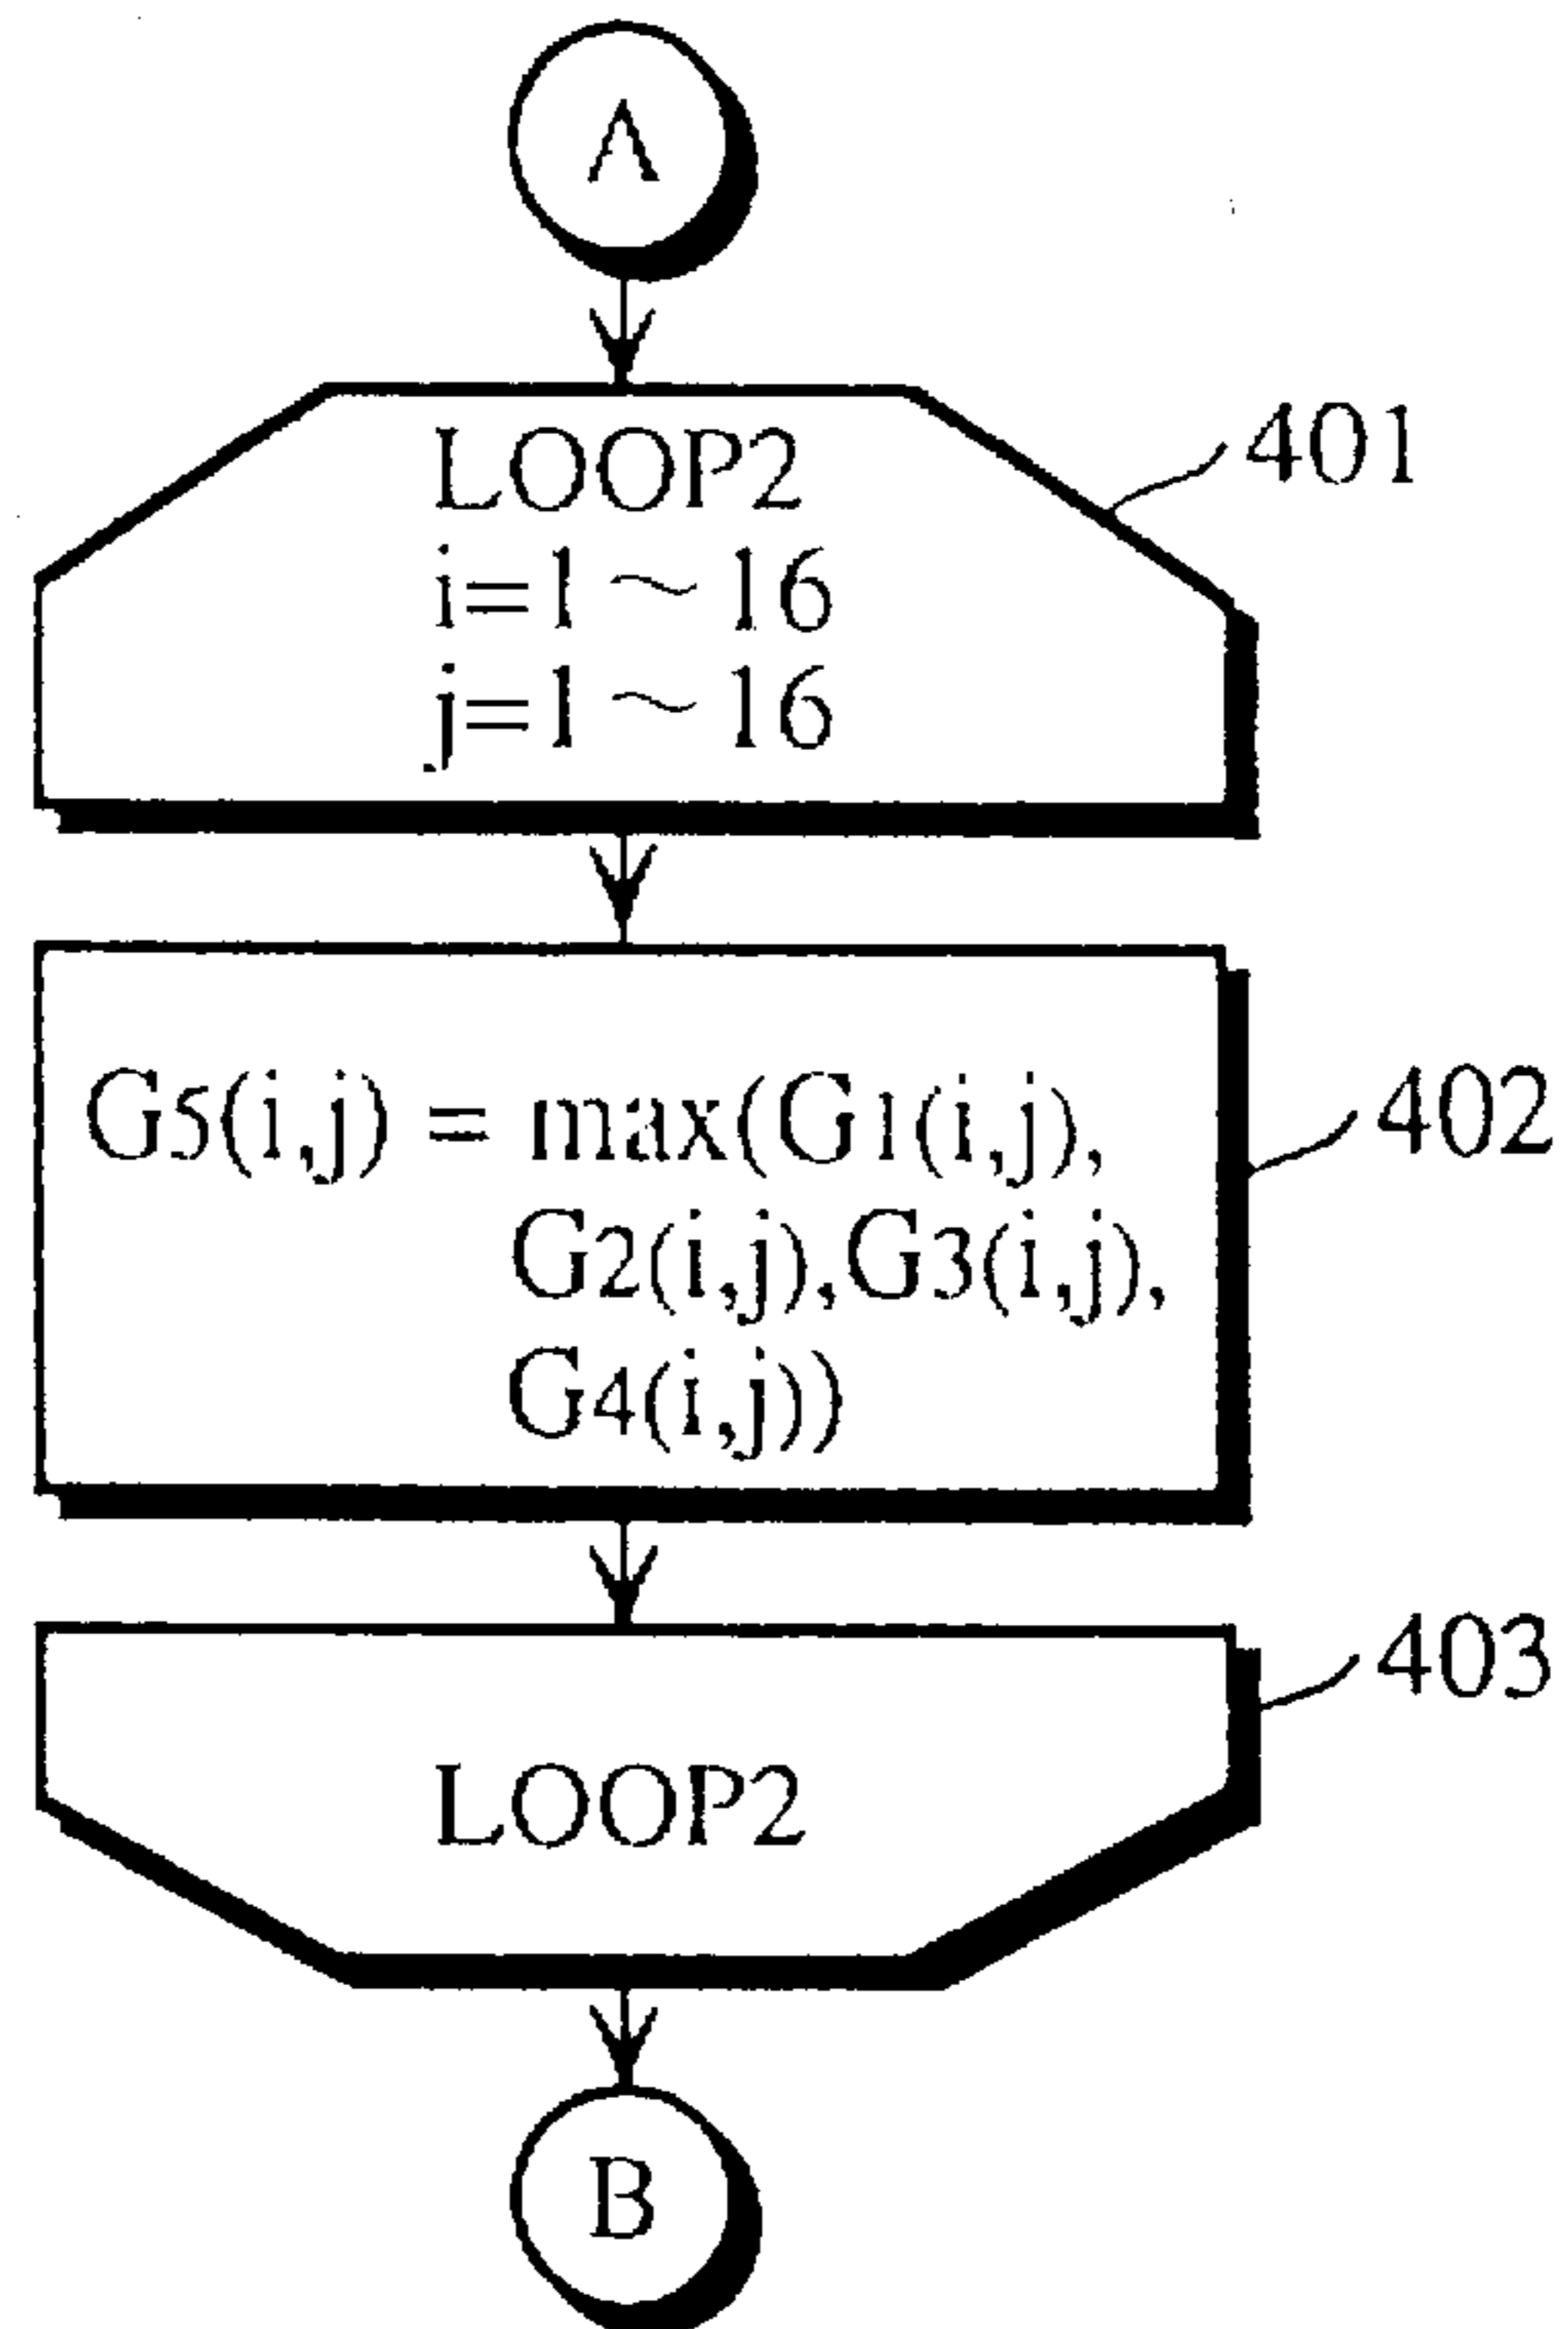 A
LOOP2
401
i=1~16
j=1~16
G5(i,j) = max(G1(i,j),
402
G2(i,j),G3(i,j),
G4(i,j))
403
LOOP2
B